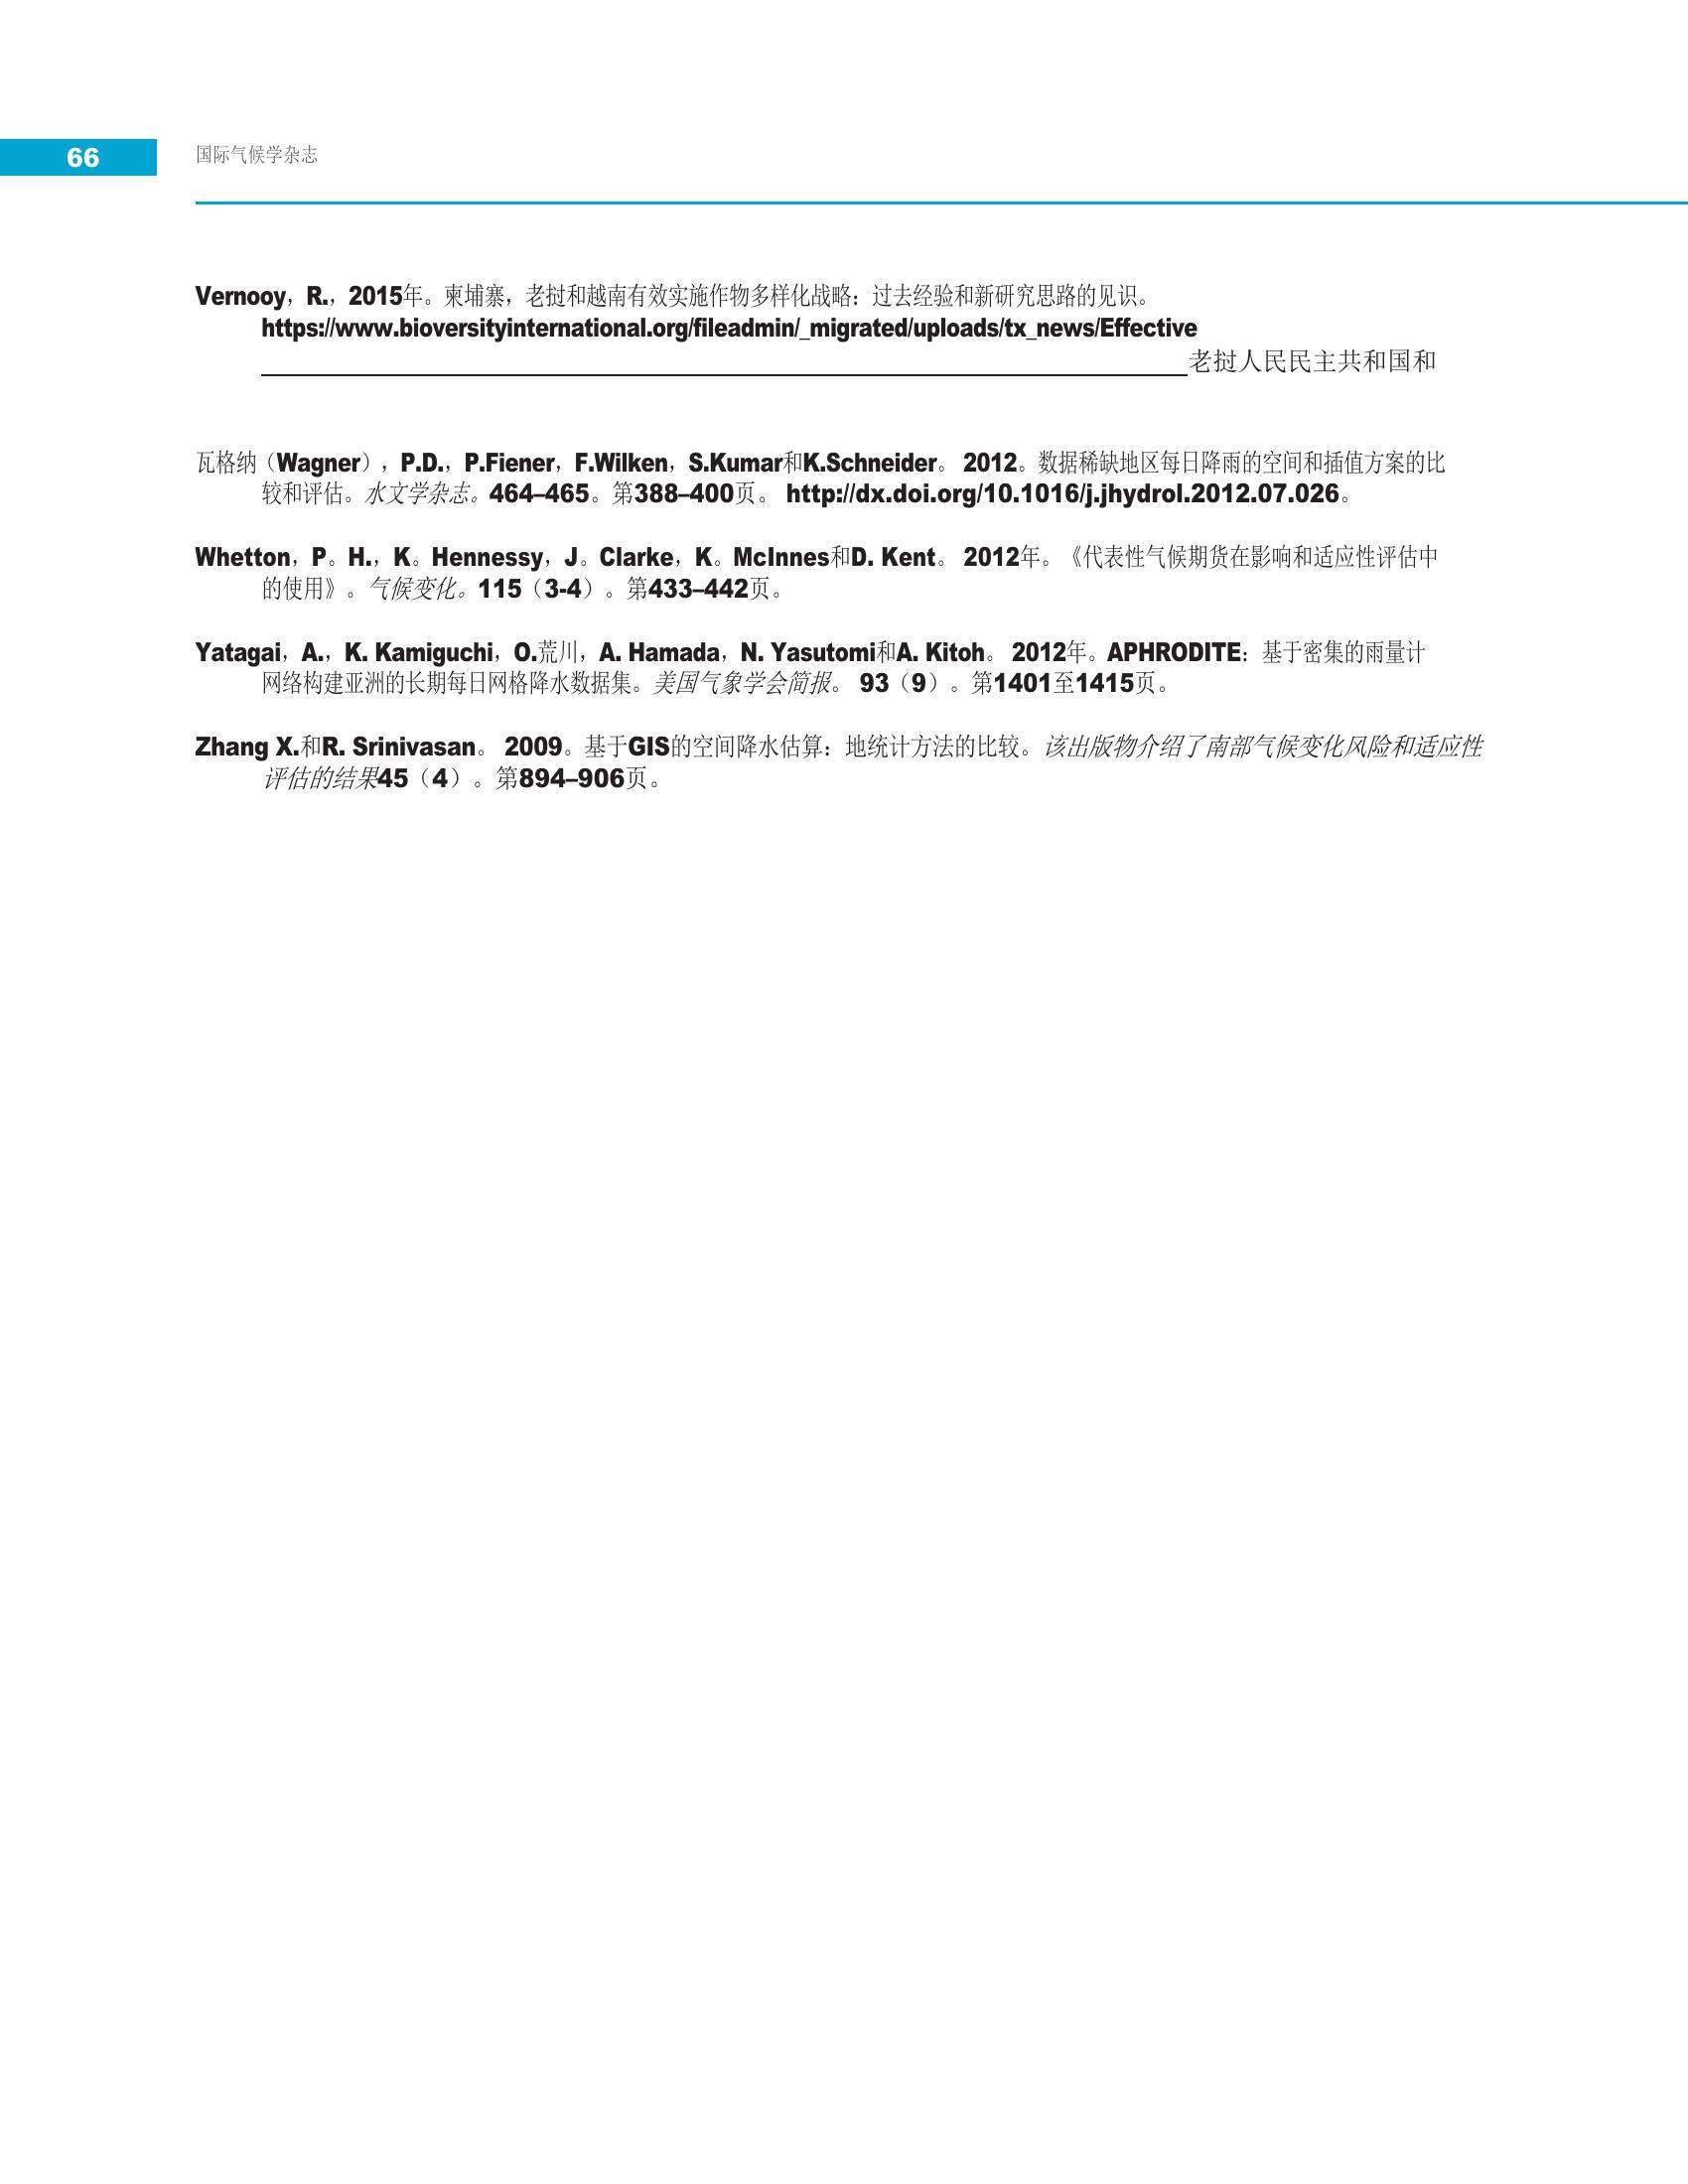 66
国际气候学杂志
Vernooy，R.，2015年。柬埔寨，老挝和越南有效实施作物多样化战略：过去经验和新研究思路的见识。
https://www.bioversityinternational.org/fileadmin/_migrated/uploads/tx_news/Effective
老挝人民民主共和国和
瓦格纳（Wagner），P.D.，P.Fiener，F.Wilken，S.Kumar和K.Schneider。 2012。数据稀缺地区每日降雨的空间和插值方案的比
较和评估。水文学杂志。464–465。第388–400页。 http://dx.doi.org/10.1016/j.jhydrol.2012.07.026。
Whetton，P。H.，K。Hennessy，J。Clarke，K。McInnes和D. Kent。 2012年。《代表性气候期货在影响和适应性评估中
的使用》。气候变化。115（3-4）。第433–442页。
Yatagai，A.，K. Kamiguchi，O.荒川，A. Hamada，N. Yasutomi和A. Kitoh。 2012年。APHRODITE：基于密集的雨量计
网络构建亚洲的长期每日网格降水数据集。美国气象学会简报。 93（9）。第1401至1415页。
Zhang X.和R. Srinivasan。 2009。基于GIS的空间降水估算：地统计方法的比较。该出版物介绍了南部气候变化风险和适应性
评估的结果45（4）。第894–906页。